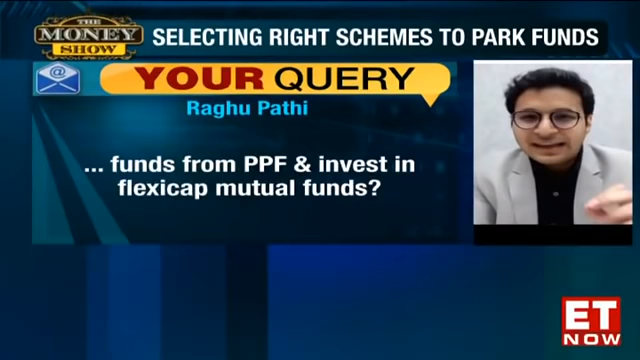 THE
MONEY
SHOW
SELECTING RIGHT SCHEMES TO PARK FUNDS
@
YOUR QUERY
Raghu Pathi
... funds from PPF & invest in
flexicap mutual funds?
ET
NOW